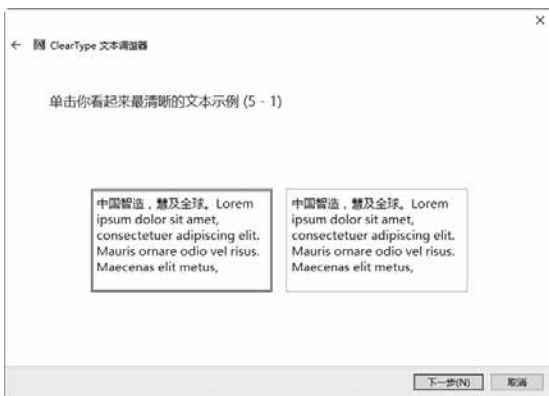 ← ClearType 文本调谐器
单击你看起来最清晰的文本示例 (5 - 1)
中国智造，慧及全球。Lorem
ipsum dolor sit amet,
consectetuer adipiscing elit.
Mauris ornare odio vel risus.
Maecenas elit metus,
中国智造，慧及全球。Lorem
ipsum dolor sit amet,
consectetuer adipiscing elit.
Mauris ornare odio vel risus.
Maecenas elit metus,
下一步(N) 取消